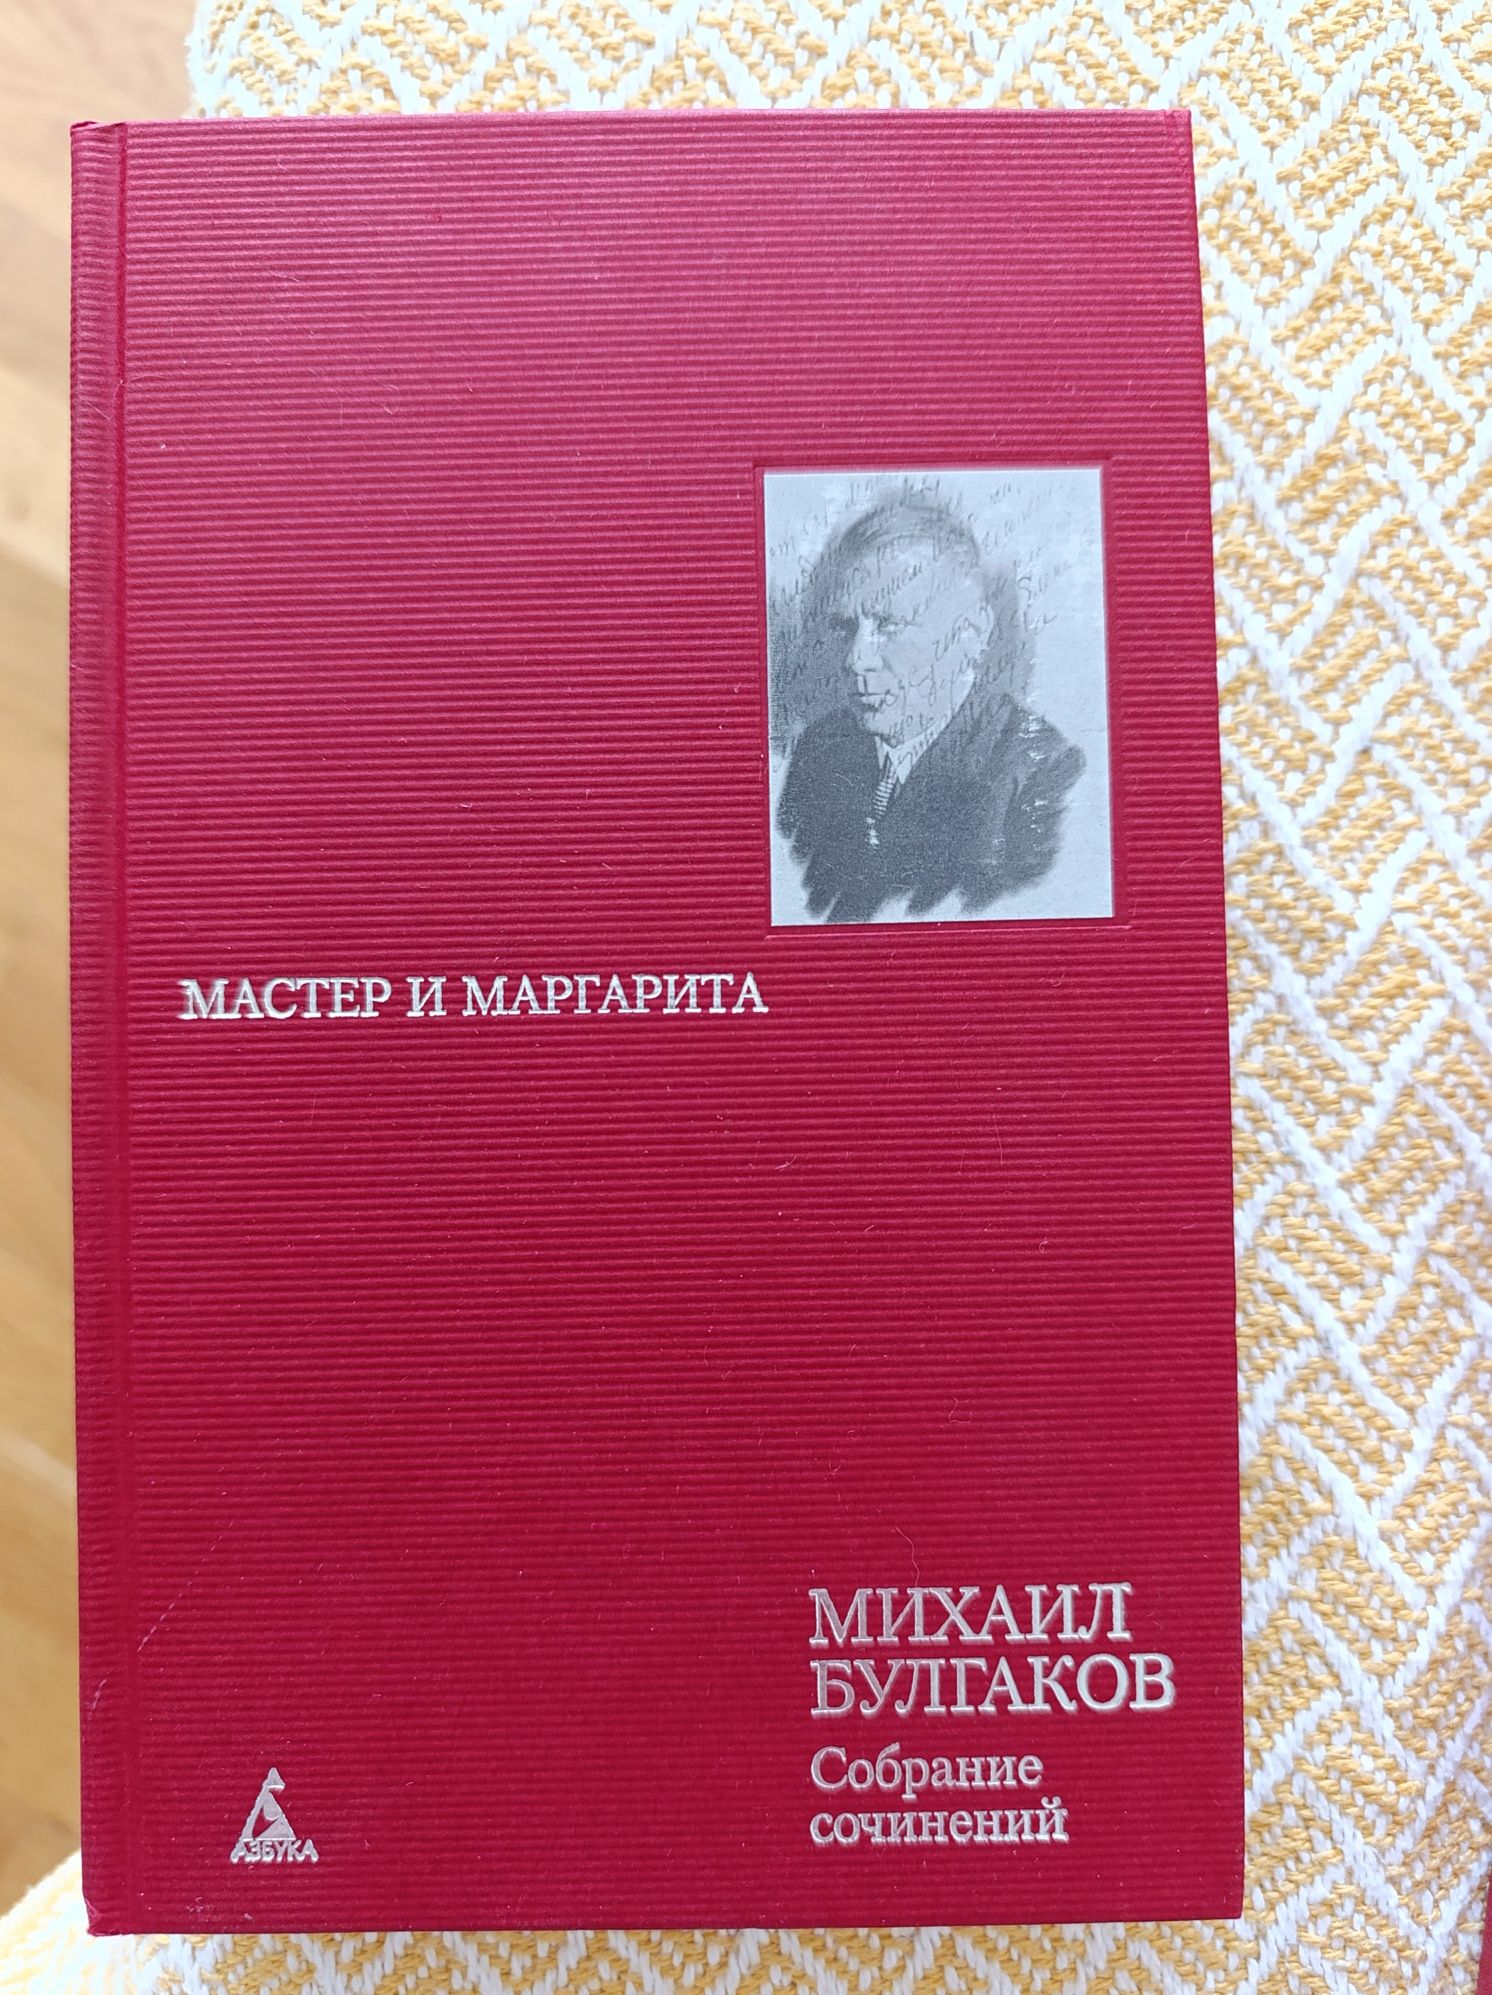 МАСТЕР И МАРГАРИТА
МИХАИЛ
БУЛГАКОВ
Собрание
сочинений
АЗБУКА